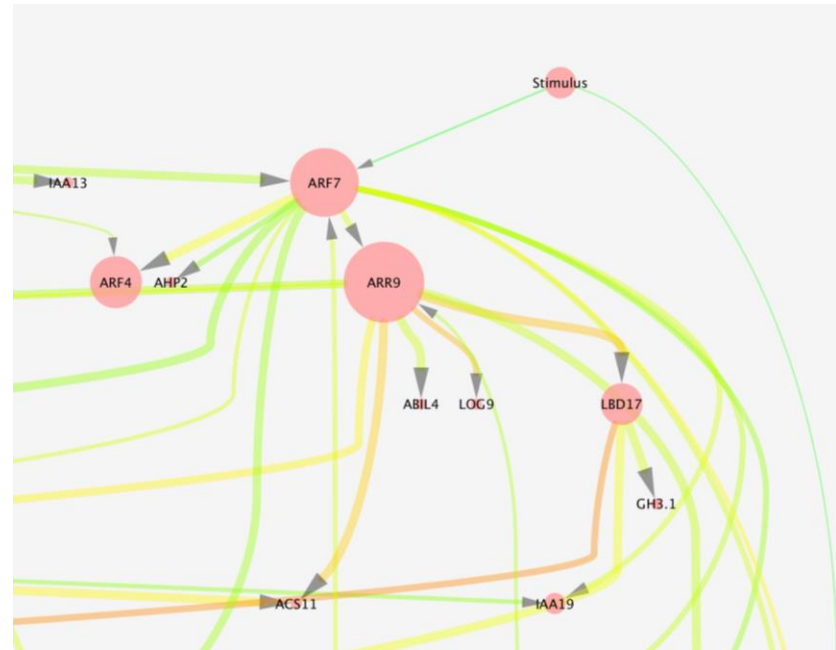 Stimulus
IAA13
ARF7
ARF4
AHP2
ARR9
ABIL4
LOG9
LBD17
GH3.1
ACS11
IAA19